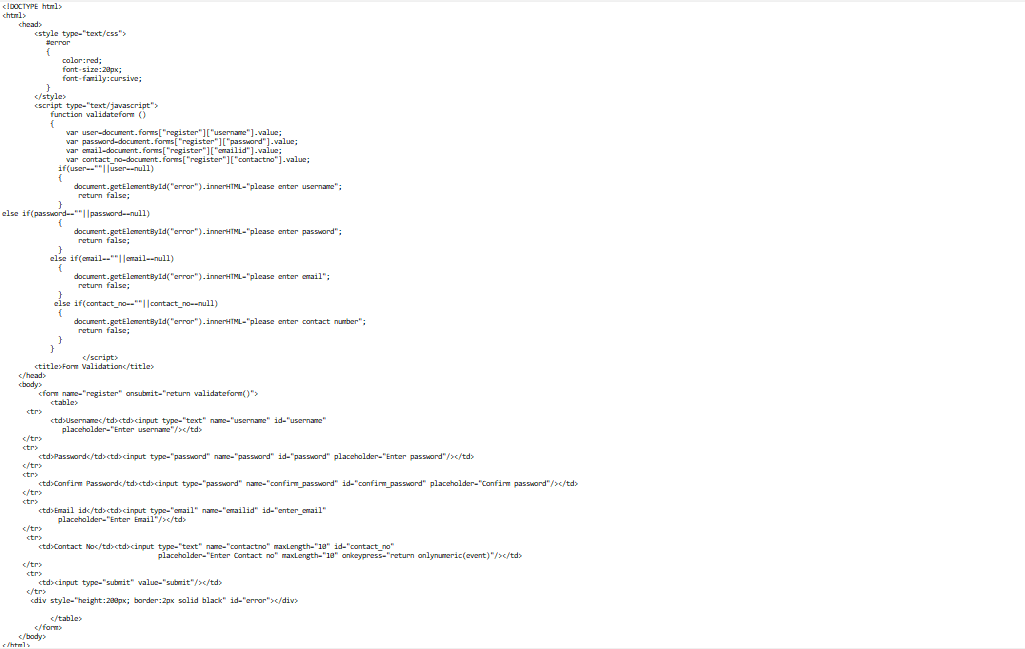 <!DOCTYPE html>
<html>
<head>
<style type="text/css">
#error
{
color:red;
font-size:20px;
font-family:cursive;
}
</style>
<script type="text/javascript">
function validateform ()
{
var user=document.forms["register"]["username"].value;
var password=document.forms["register"]["password"].value;
var email=document.forms["register"]["emailid"].value;
var contact_no=document.forms["register"]["contactno"].value;
if(user==""||user==null)
{
document.getElementById("error").innerHTML="please enter username";
return false;
}
else if(password==""||password==null)
{
document.getElementById("error").innerHTML="please enter password";
return false;
}
else if(email==""||email==null)
{
document.getElementById("error").innerHTML="please enter email";
return false;
}
else if(contact_no==""||contact_no==null)
{
document.getElementById("error").innerHTML="please enter contact number";
return false;
}
}
</script>
<title>Form Validation</title>
</head>
<body>
<form name="register" onsubmit="return validateform()">
<table>
<tr>
<td>Username</td><td><input type="text" name="username" id="username"
placeholder="Enter username"/></td>
</tr>
<tr>
<td>Password</td><td><input type="password" name="password" id="password" placeholder="Enter password"/></td>
</tr>
<tr>
<td>Confirm Password</td><td><input type="password" name="confirm_password" id="confirm_password" placeholder="Confirm password"/></td>
</tr>
<tr>
<td>Email id</td><td><input type="email" name="emailid" id="enter_email"
placeholder="Enter Email"/></td>
</tr>
<tr>
<td>Contact No</td><td><input type="text" name="contactno" maxLength="10" id="contact_no"
placeholder="Enter Contact no" maxLength="10" onkeypress="return onlynumeric(event)"/></td>
</tr>
<tr>
<td><input type="submit" value="submit"/></td>
</tr>
<div style="height:200px; border:2px solid black" id="error"></div>
</table>
</form>
</body>
</html>